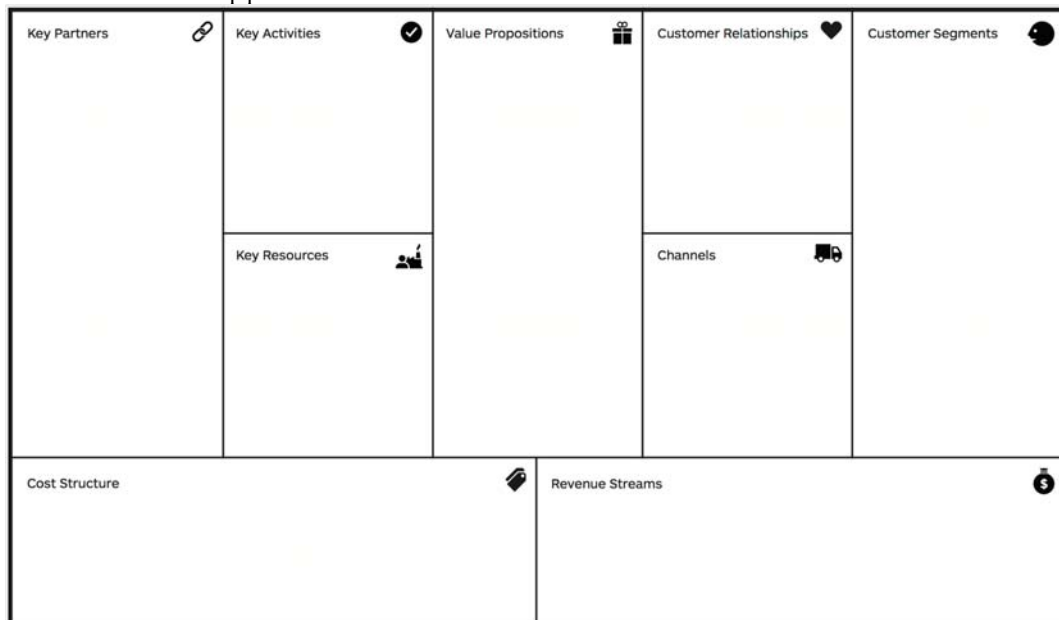 Key Partners
Key Activities
Value Propositions
Customer Relationships
Customer Segments
Key Resources
Channels
Cost Structure
Revenue Streams
$